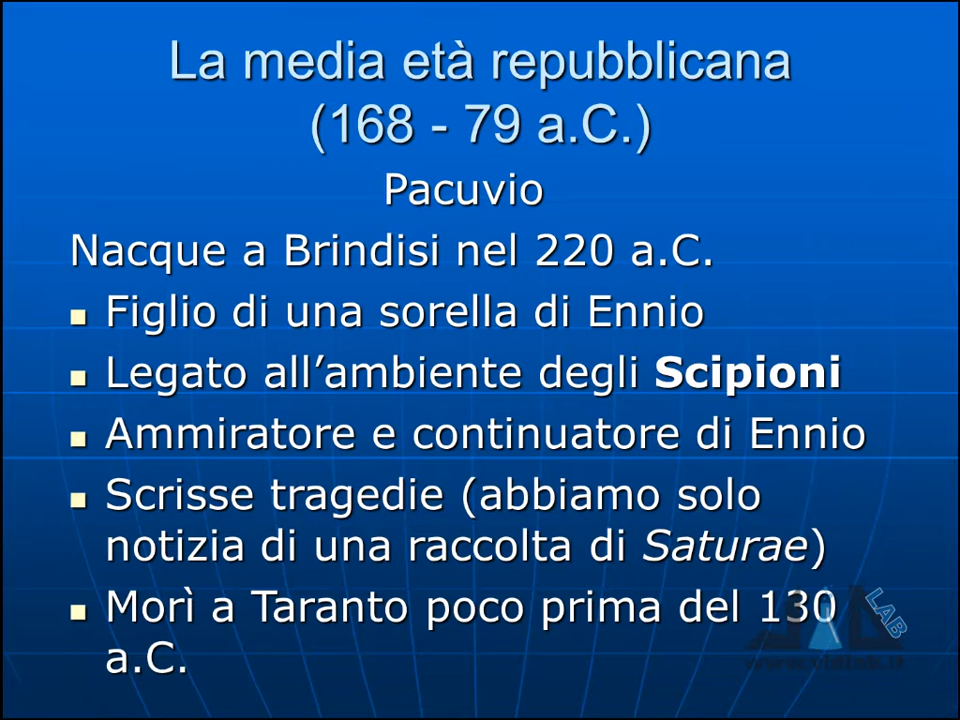 La media età repubblicana
(168 - 79 a.C.)
Pacuvio
Nacque a Brindisi nel 220 a.C.
Figlio di una sorella di Ennio
Legato all’ambiente degli Scipioni
Ammiratore e continuatore di Ennio
Scrisse tragedie (abbiamo solo
notizia di una raccolta di Saturae)
Morì a Taranto poco prima del 130
a.C.
LAB